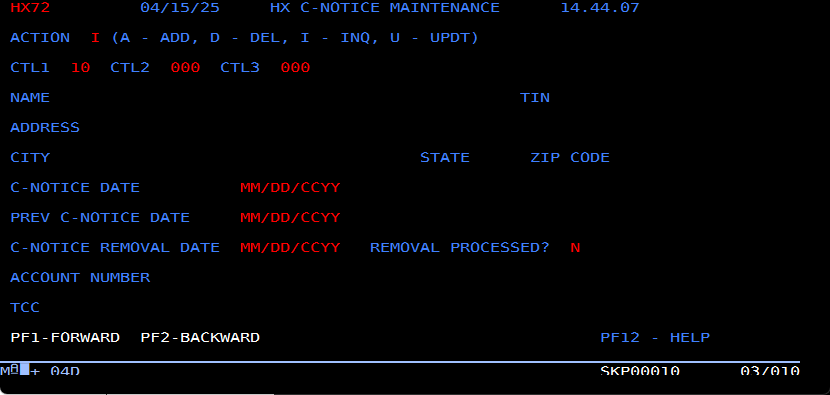 HX72 04/15/25 HX C-NOTICE MAINTENANCE 14.44.07
ACTION I (A - ADD, D - DEL, I - INQ, U - UPDT)
CTL1 10 CTL2 000 CTL3 000
NAME TIN
ADDRESS
CITY STATE ZIP CODE
C-NOTICE DATE MM/DD/CCYY
PREV C-NOTICE DATE MM/DD/CCYY
C-NOTICE REMOVAL DATE MM/DD/CCYY REMOVAL PROCESSED? N
ACCOUNT NUMBER
TCC
PF1-FORWARD PF2-BACKWARD PF12 - HELP
+ 04D SKP00010 03/010